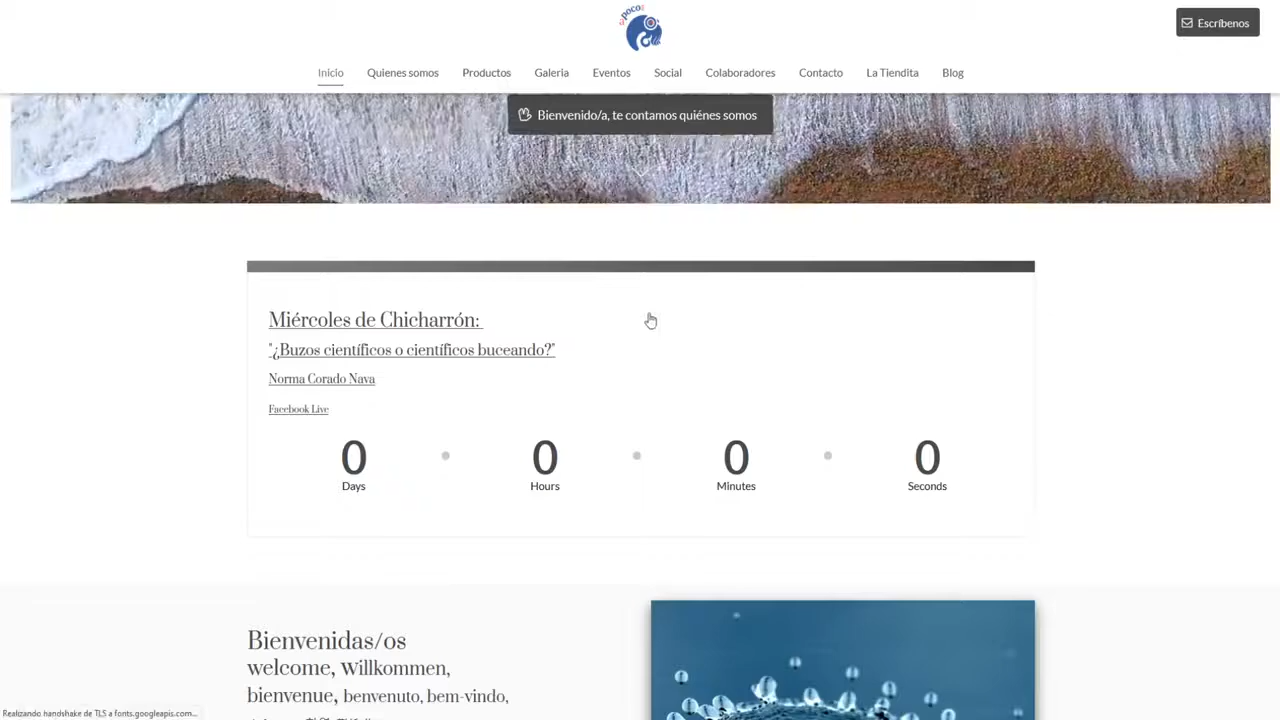 poco
Escríbenos
Inicio Quienes somos Productos Galeria Eventos Social Colaboradores Contacto La Tiendita Blog
Bienvenido/a, te contamos quiénes somos
Miércoles de Chicharrón:
"¿Buzos científicos o científicos buceando?"
Norma Corado Nava
Facebook Live
0 0 0 0
Days Hours Minutes Seconds
Bienvenidas/os
welcome, Willkommen,
bienvenue, benvenuto, bem-vindo,
Realizando handshake de TLS a fonts.googleapis.com...